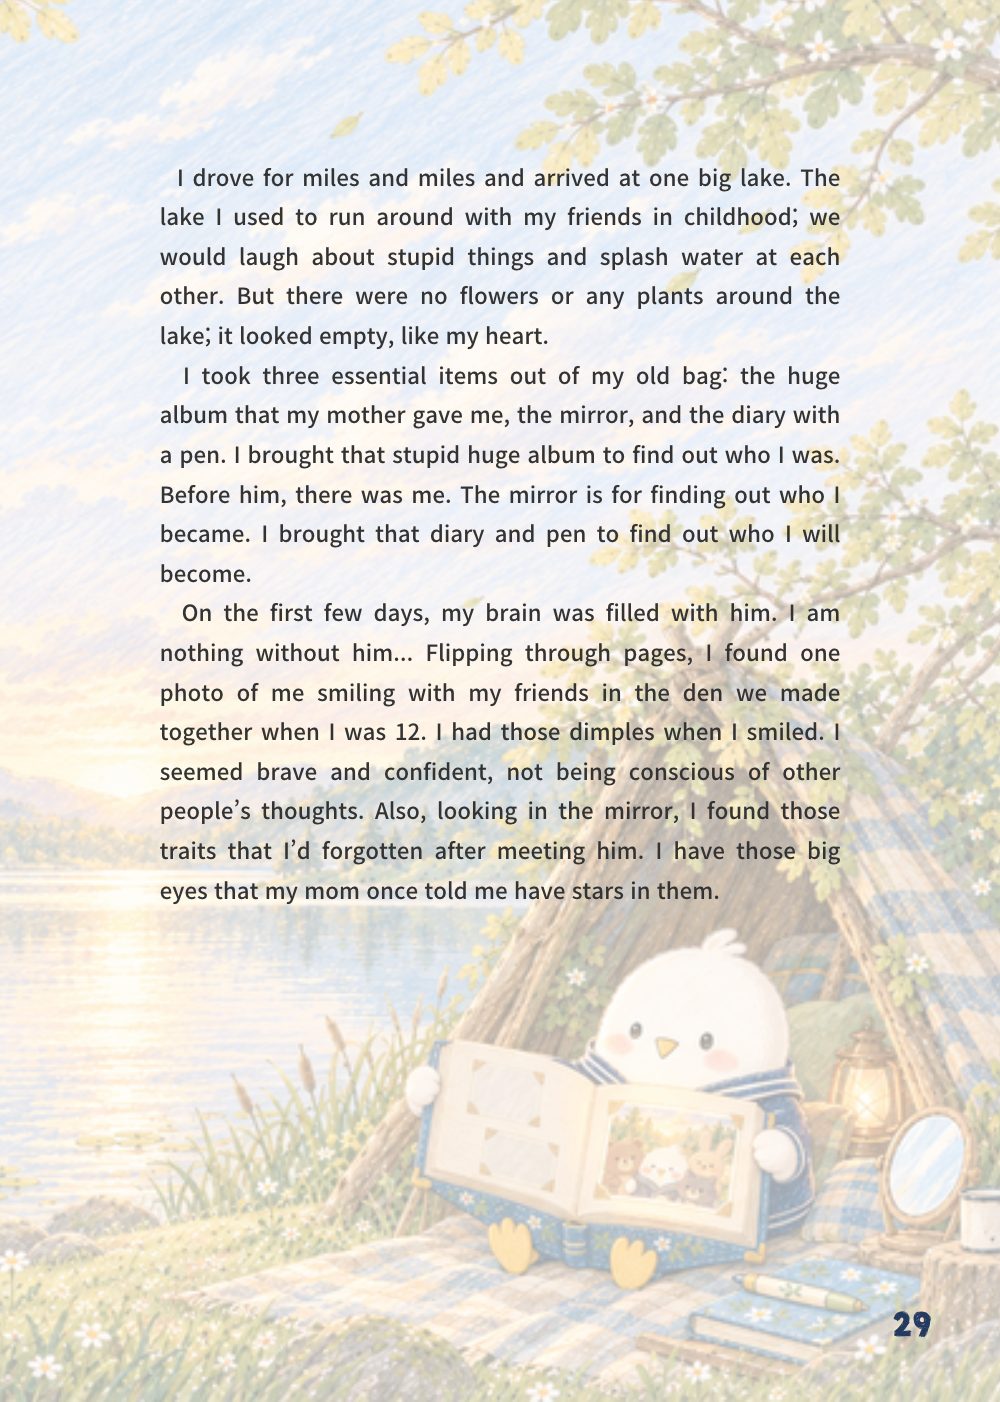 I drove for miles and miles and arrived at one big lake. The
lake I used to run around with my friends in childhood; we
would laugh about stupid things and splash water at each
other. But there were no flowers or any plants around the
lake; it looked empty, like my heart.
I took three essential items out of my old bag: the huge
album that my mother gave me, the mirror, and the diary with
a pen. I brought that stupid huge album to find out who I was.
Before him, there was me. The mirror is for finding out who I
became. I brought that diary and pen to find out who I will
become.
On the first few days, my brain was filled with him. I am
nothing without him... Flipping through pages, I found one
photo of me smiling with my friends in the den we made
together when I was 12. I had those dimples when I smiled. I
seemed brave and confident, not being conscious of other
people’s thoughts. Also, looking in the mirror, I found those
traits that I’d forgotten after meeting him. I have those big
eyes that my mom once told me have stars in them.
29